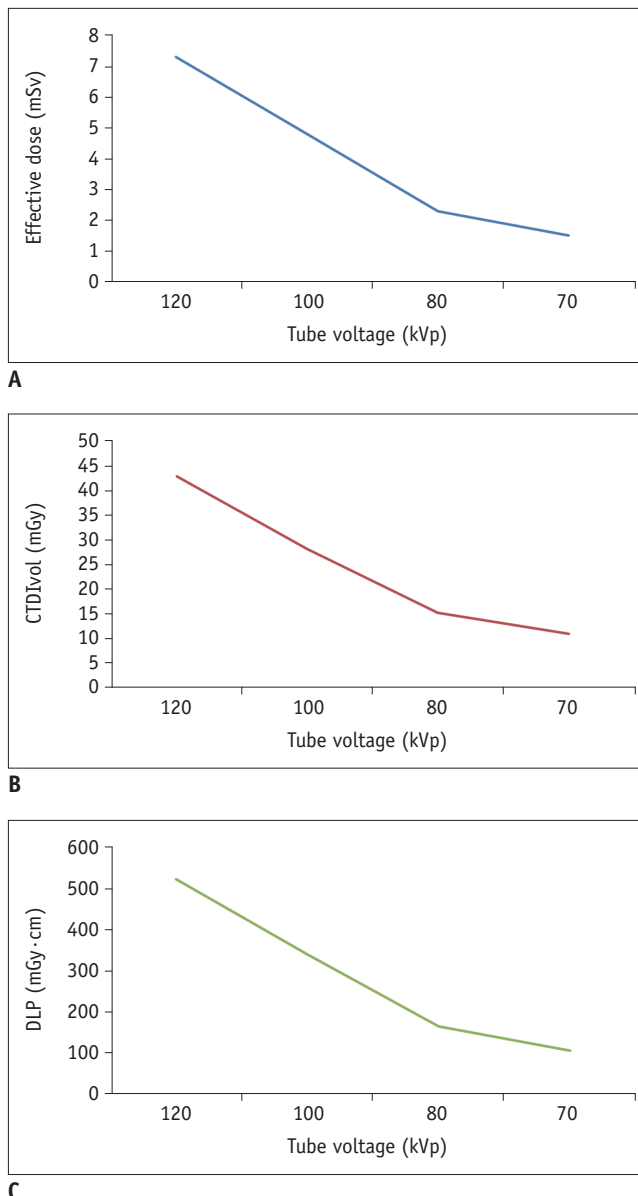 8
7
6
5
4
3
2
1
0
Effective dose (mSv)
120 100 80 70
Tube voltage (kVp)
A
50
45
40
35
30
25
20
15
10
5
0
CTDIvol (mGy)
120 100 80 70
Tube voltage (kVp)
B
600
500
400
300
200
100
0
DLP (mGy·cm)
120 100 80 70
Tube voltage (kVp)
C